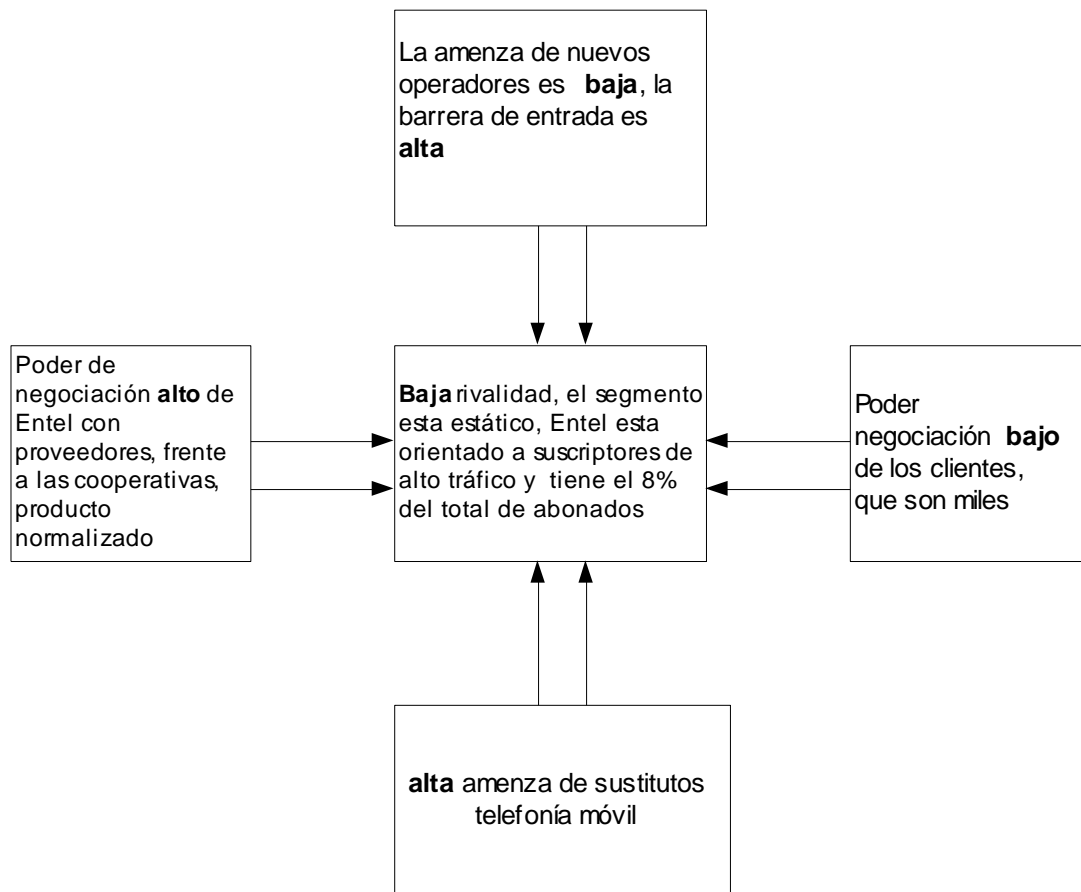 La amenza de nuevos
operadores es baja, la
barrera de entrada es
alta
Poder de
negociación alto de
Entel con
proveedores, frente
a las cooperativas,
producto
normalizado
Baja rivalidad, el segmento
esta estático, Entel esta
orientado a suscriptores de
alto tráfico y tiene el 8%
del total de abonados
Poder
negociación bajo
de los clientes,
que son miles
alta amenza de sustitutos
telefonía móvil